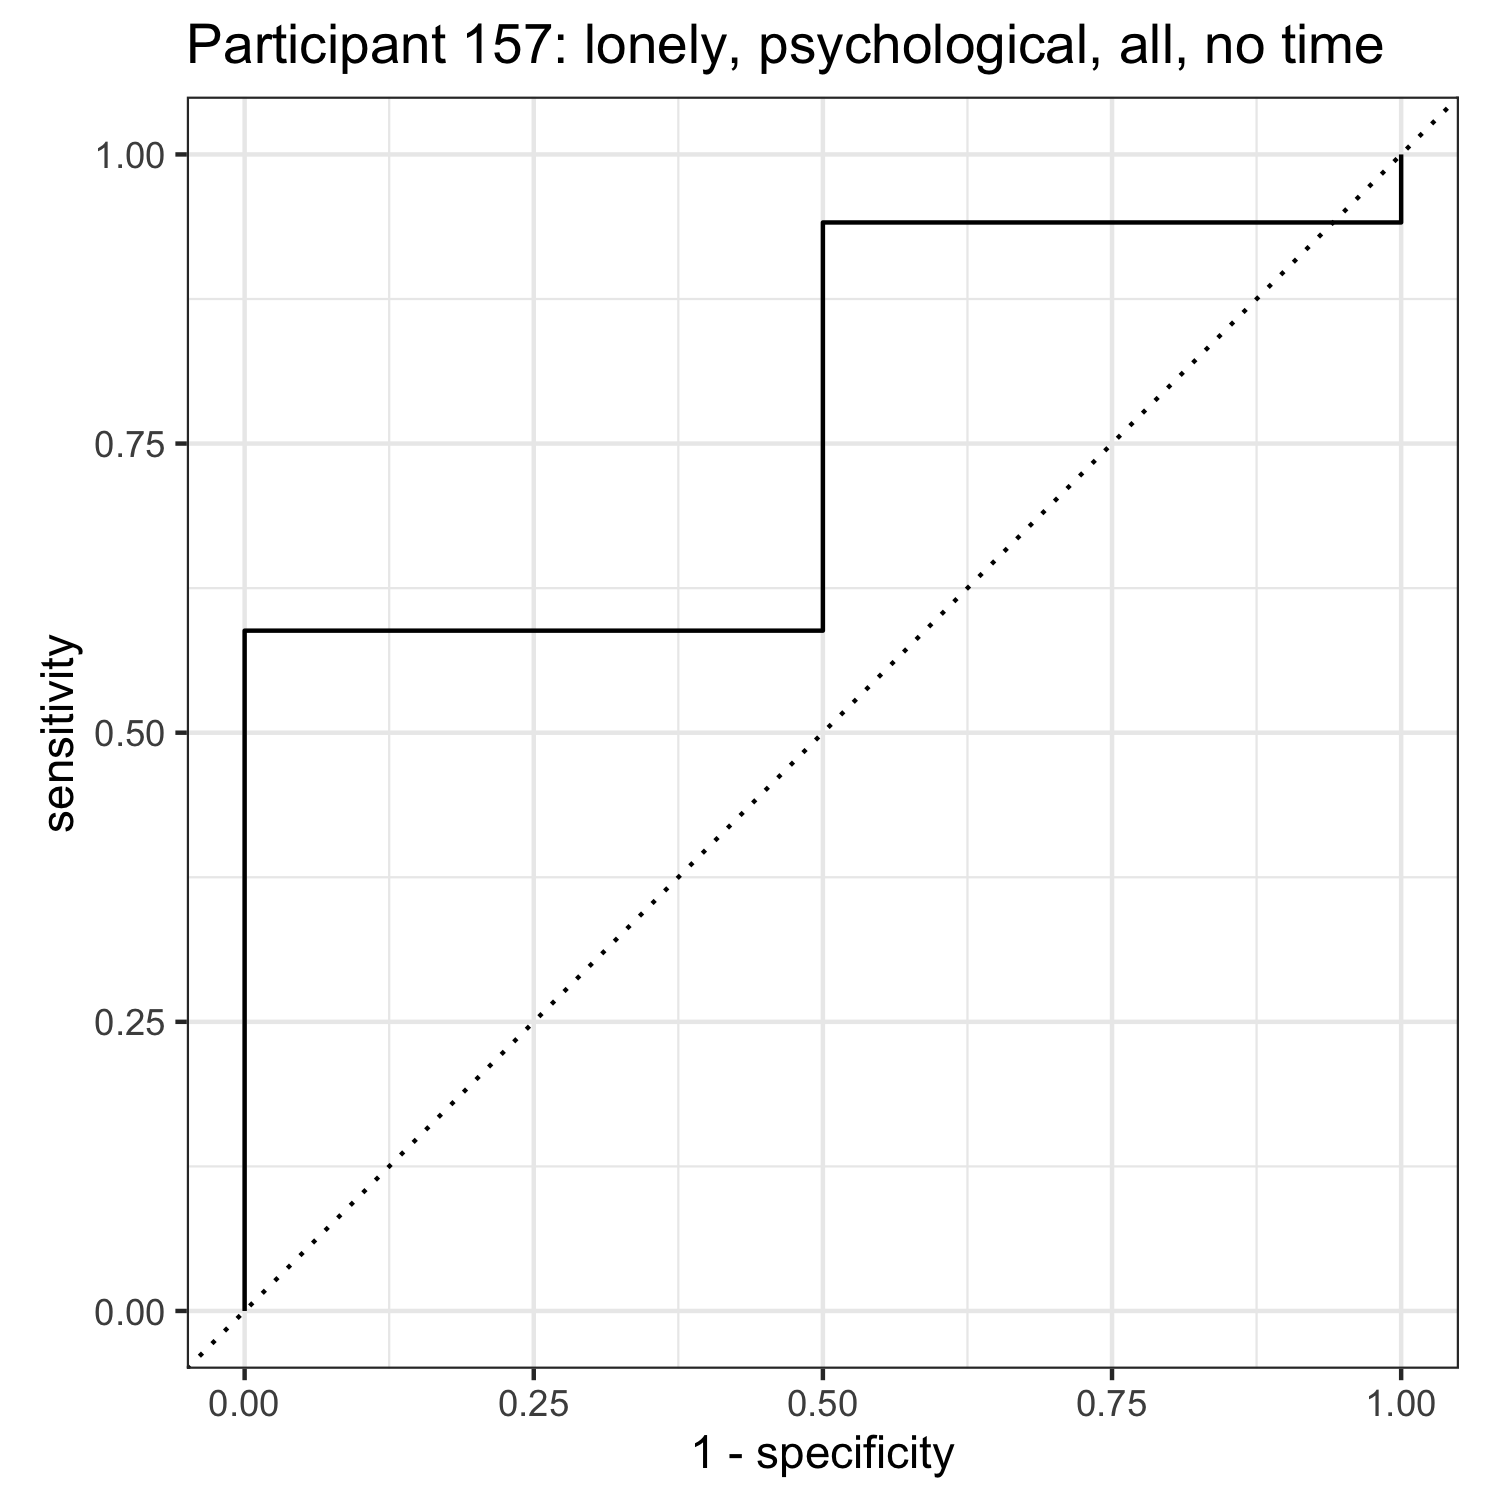 Participant 157: lonely, psychological, all, no time
1.00
0.75
0.50
0.25
0.00
sensitivity
0.00 0.25 0.50 0.75 1.00
1 - specificity